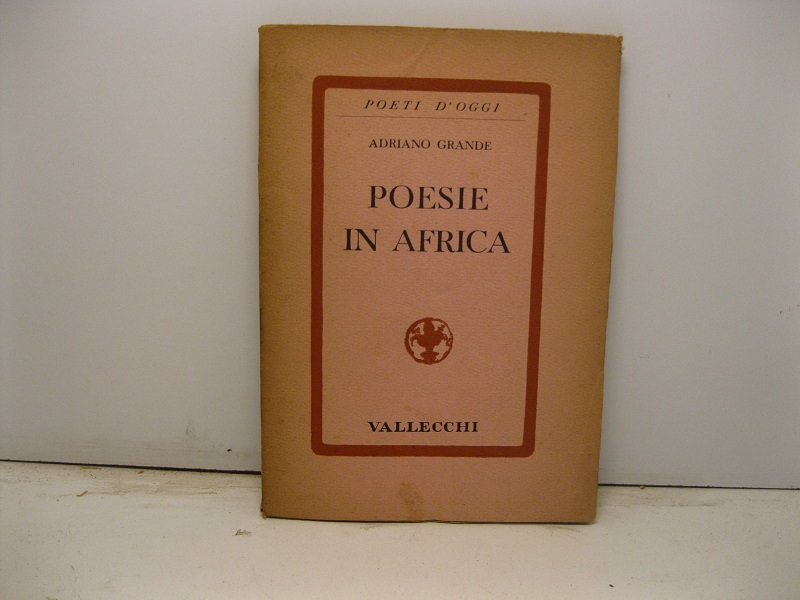 POETI D'OGGI
ADRIANO GRANDE
POESIE
IN AFRICA
VALLECCHI